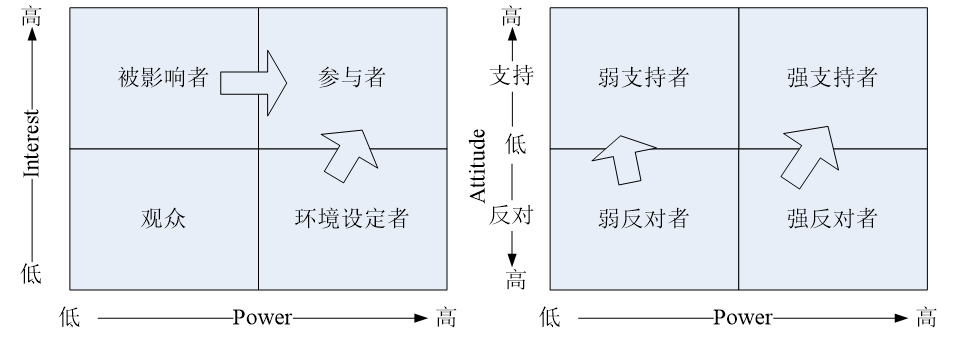 高
被影响者
参与者
Interest
观众
环境设定者
低
低
Power
高
高
支持
弱支持者
强支持者
低
Attitude
反对
弱反对者
强反对者
高
低
Power
高